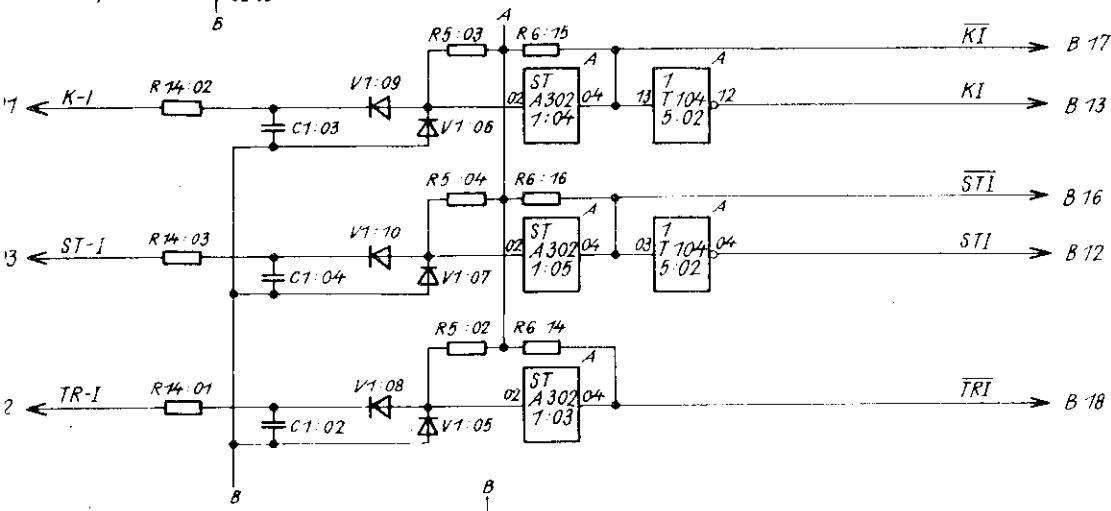 B
A
R5:03 R6:15 A A K̅I̅ B 17
K-I R14:02 V1:09 02 ST A302 1:04 04 13 1 T104 5:02 12 KI B 13
C1:03 V1:06
R5:04 R6:16 A A S̅T̅I̅ B 16
ST-I R14:03 V1:10 02 ST A302 1:05 04 03 1 T104 5:02 04 STI B 12
C1:04 V1:07
R5:02 R6 14 A
TR-I R14:01 V1:08 02 ST A302 1:03 04 T̅R̅I̅ B 18
C1:02 V1:05
B
B